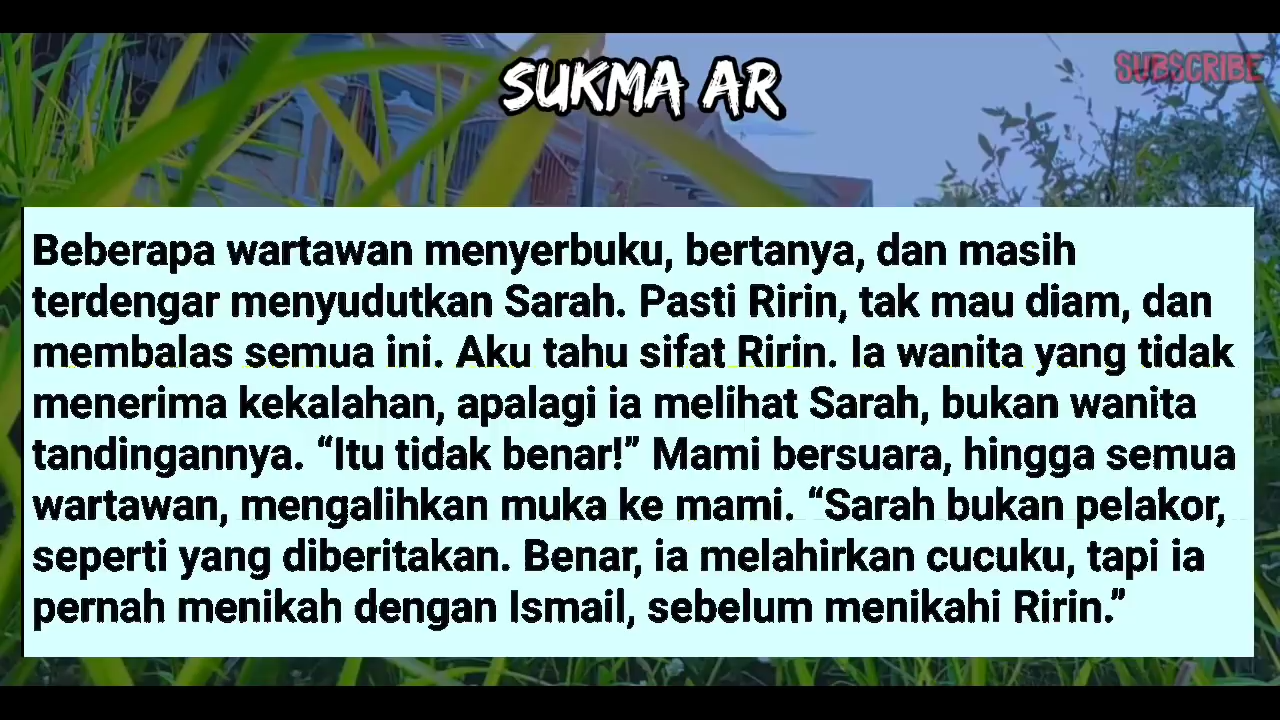 SUKMA AR
SUBSCRIBE
Beberapa wartawan menyerbuku, bertanya, dan masih
terdengar menyudutkan Sarah. Pasti Ririn, tak mau diam, dan
membalas semua ini. Aku tahu sifat Ririn. Ia wanita yang tidak
menerima kekalahan, apalagi ia melihat Sarah, bukan wanita
tandingannya. “Itu tidak benar!” Mami bersuara, hingga semua
wartawan, mengalihkan muka ke mami. “Sarah bukan pelakor,
seperti yang diberitakan. Benar, ia melahirkan cucuku, tapi ia
pernah menikah dengan Ismail, sebelum menikahi Ririn.”